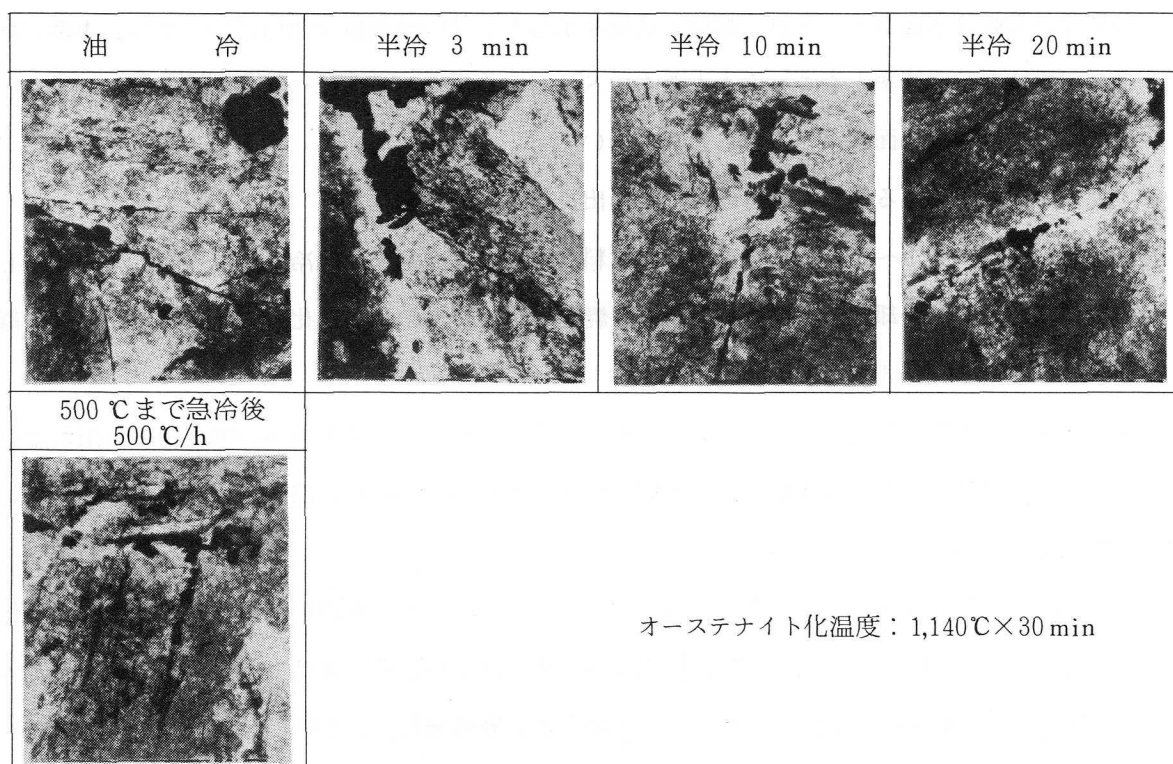 油 冷
半冷 3 min
半冷 10 min
半冷 20 min
500 ℃まで急冷後
500 ℃/h
オーステナイト化温度：1,140℃×30 min